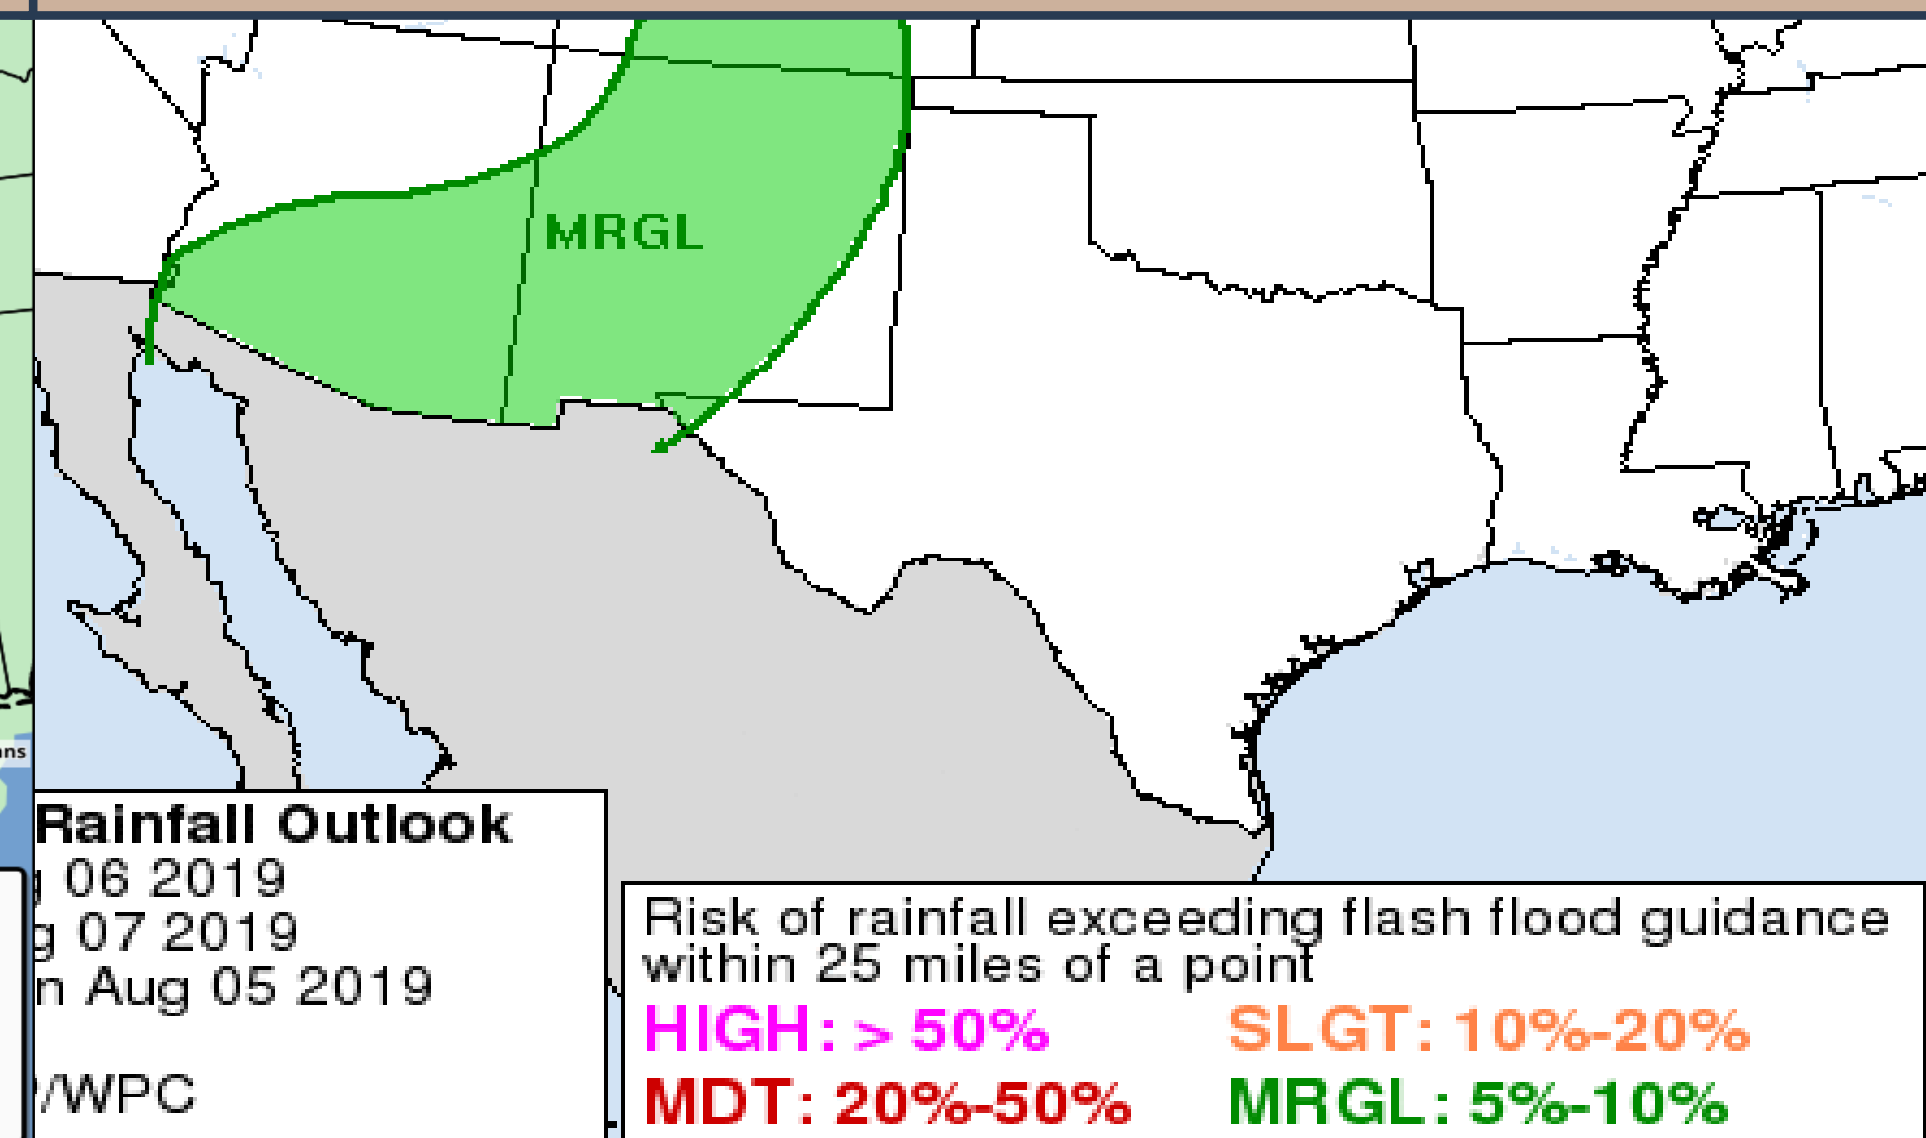 MRGL
ans
Rainfall Outlook
06 2019
g 07 2019
n Aug 05 2019
/WPC
Risk of rainfall exceeding flash flood guidance
within 25 miles of a point
HIGH: > 50% SLGT: 10%-20%
MDT: 20%-50% MRGL: 5%-10%